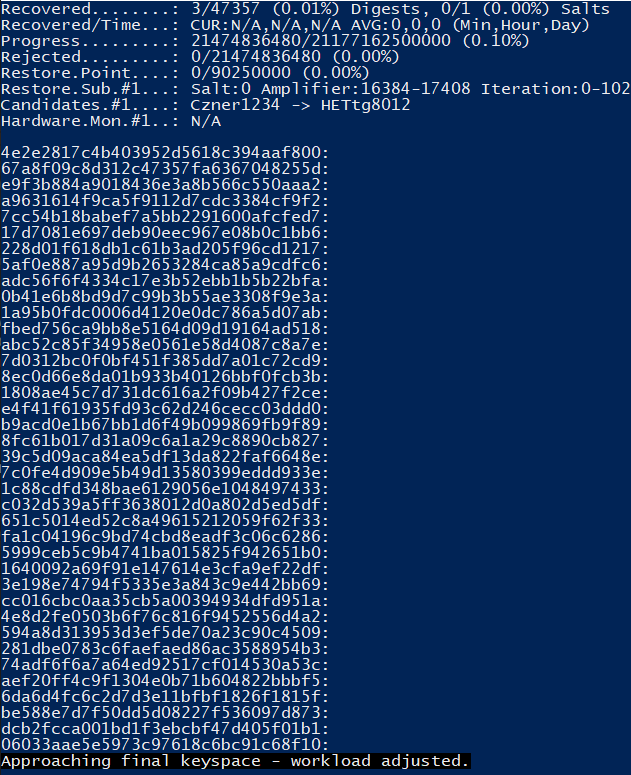 Recovered........: 3/47357 (0.01%) Digests, 0/1 (0.00%) Salts
Recovered/Time...: CUR:N/A,N/A,N/A AVG:0,0,0 (Min,Hour,Day)
Progress.........: 21474836480/21177162500000 (0.10%)
Rejected.........: 0/21474836480 (0.00%)
Restore.Point....: 0/90250000 (0.00%)
Restore.Sub.#1...: Salt:0 Amplifier:16384-17408 Iteration:0-102
Candidates.#1....: Czner1234 -> HETtg8012
Hardware.Mon.#1..: N/A
4e2e2817c4b403952d5618c394aaf800:
67a8f09c8d312c47357fa6367048255d:
e9f3b884a9018436e3a8b566c550aaa2:
a9631614f9ca5f9112d7cdc3384cf9f2:
7cc54b18babef7a5bb2291600afcfed7:
17d7081e697deb90eec967e08b0c1bb6:
228d01f618db1c61b3ad205f96cd1217:
5af0e887a95d9b2653284ca85a9cdfc6:
adc56f6f4334c17e3b52ebb1b5b22bfa:
0b41e6b8bd9d7c99b3b55ae3308f9e3a:
1a95b0fdc0006d4120e0dc786a5d07ab:
fbed756ca9bb8e5164d09d19164ad518:
abc52c85f34958e0561e58d4087c8a7e:
7d0312bc0f0bf451f385dd7a01c72cd9:
8ec0d66e8da01b933b40126bbf0fcb3b:
1808ae45c7d731dc616a2f09b427f2ce:
e4f41f61935fd93c62d246cecc03ddd0:
b9acd0e1b67bb1d6f49b099869fb9f89:
8fc61b017d31a09c6a1a29c8890cb827:
39c5d09aca84ea5df13da822faf6648e:
7c0fe4d909e5b49d13580399eddd933e:
1c88cdfd348bae6129056e1048497433:
c032d539a5ff3638012d0a802d5ed5df:
651c5014ed52c8a49615212059f62f33:
fa1c04196c9bd74cbd8eadf3c06c6286:
5999ceb5c9b4741ba015825f942651b0:
1640092a69f91e147614e3cfa9ef22df:
3e198e74794f5335e3a843c9e442bb69:
cc016cbc0aa35cb5a00394934dfd951a:
4e8d2fe0503b6f76c816f9452556d4a2:
594a8d313953d3ef5de70a23c90c4509:
281dbe0783c6faefaed86ac3588954b3:
74adf6f6a7a64ed92517cf014530a53c:
aef20ff4c9f1304e0b71b604822bbbf5:
6da6d4fc6c2d7d3e11bfbf1826f1815f:
be588e7d7f50dd5d08227f536097d873:
dcb2fcca001bd1f3ebcbf47d405f01b1:
06033aae5e5973c97618c6bc91c68f10:
Approaching final keyspace - workload adjusted.